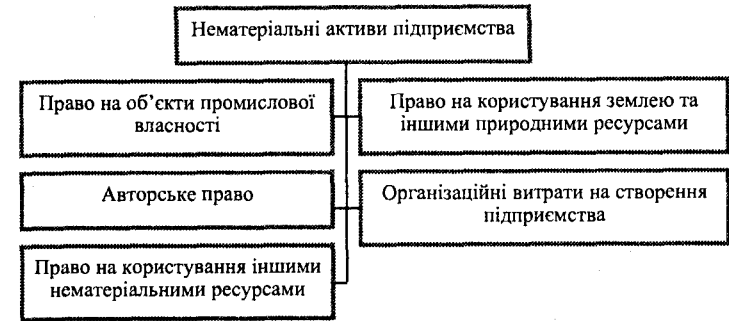 Нематеріальні активи підприємства
Право на об’єкти промислової
власності
Право на користування землею та
іншими природними ресурсами
Авторське право
Організаційні витрати на створення
підприємства
Право на користування іншими
нематеріальними ресурсами